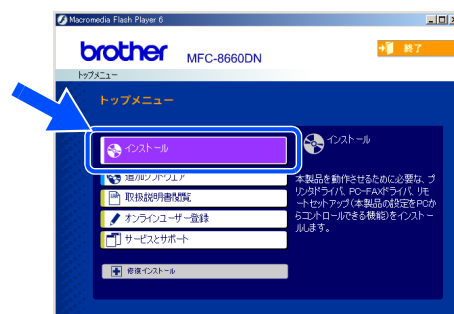 Macromedia Flash Player 6
brother MFC-8660DN
終了
トップメニュー
トップメニュー
インストール
追加ソフトウェア
取扱説明書閲覧
オンラインユーザー登録
サービスとサポート
修復インストール
インストール
本製品を動作させるために必要な、プ
リンタドライバ、PC-FAXドライバ、リモ
ートセットアップ(本製品の設定をPCか
らコントロールできる機能)をインストー
ルします。